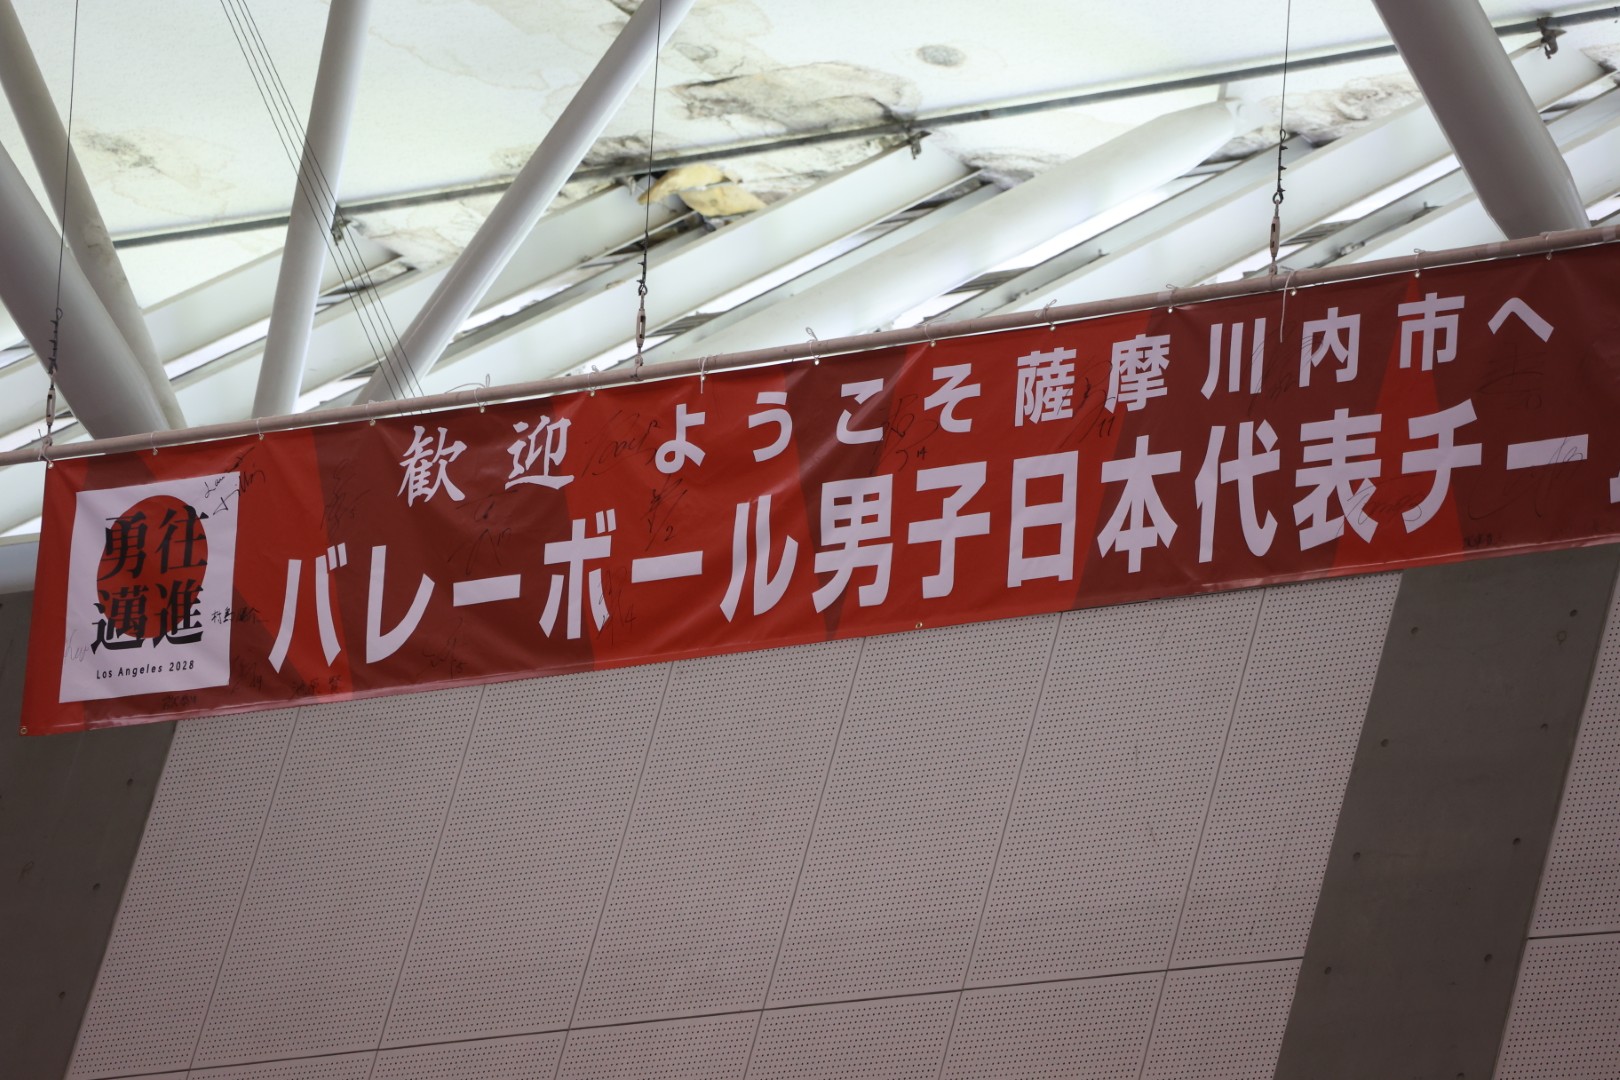 歓迎 ようこそ薩摩川内市へ
バレーボール男子日本代表チー
勇往
邁進
Los Angeles 2028